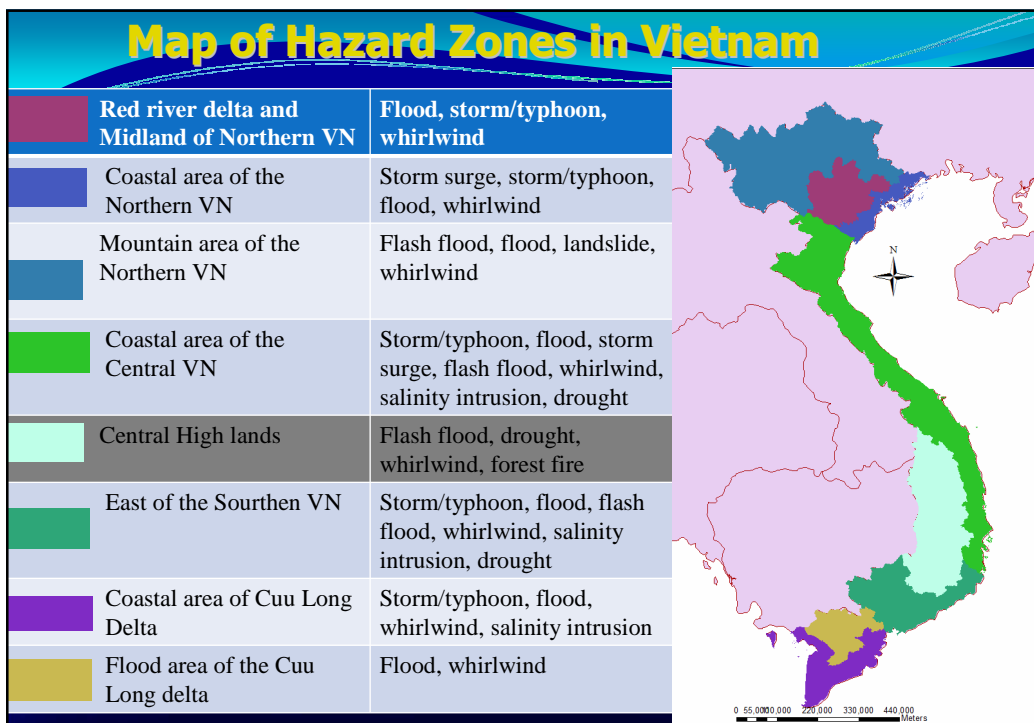 Map of Hazard Zones in Vietnam
Red river delta and
Midland of Northern VN
Flood, storm/typhoon,
whirlwind
Coastal area of the
Northern VN
Storm surge, storm/typhoon,
flood, whirlwind
Mountain area of the
Northern VN
Flash flood, flood, landslide,
whirlwind
Coastal area of the
Central VN
Storm/typhoon, flood, storm
surge, flash flood, whirlwind,
salinity intrusion, drought
Central High lands
Flash flood, drought,
whirlwind, forest fire
East of the Sourthen VN
Storm/typhoon, flood, flash
flood, whirlwind, salinity
intrusion, drought
Coastal area of Cuu Long
Delta
Storm/typhoon, flood,
whirlwind, salinity intrusion
Flood area of the Cuu
Long delta
Flood, whirlwind
N
0 55,000 110,000 220,000 330,000 440,000
Meters